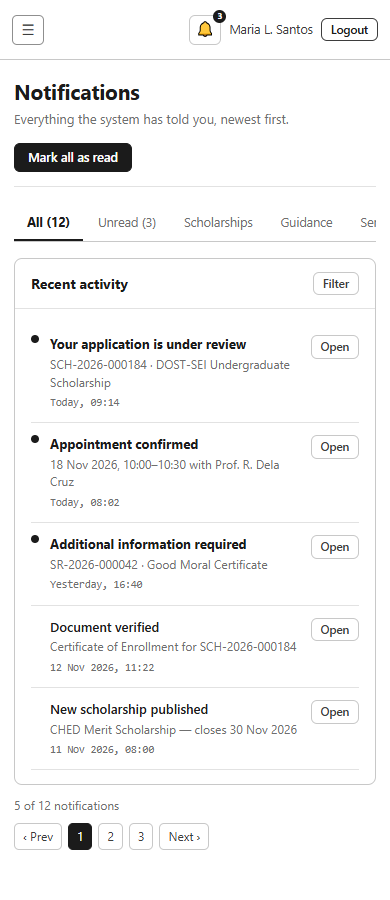 ☰
3
Maria L. Santos
Logout
Notifications
Everything the system has told you, newest first.
Mark all as read
All (12)
Unread (3)
Scholarships
Guidance
Recent activity
Filter
Your application is under review
Open
SCH-2026-000184 · DOST-SEI Undergraduate
Scholarship
Today, 09:14
Appointment confirmed
Open
18 Nov 2026, 10:00–10:30 with Prof. R. Dela
Cruz
Today, 08:02
Additional information required
Open
SR-2026-000042 · Good Moral Certificate
Yesterday, 16:40
Document verified
Open
Certificate of Enrollment for SCH-2026-000184
12 Nov 2026, 11:22
New scholarship published
Open
CHED Merit Scholarship — closes 30 Nov 2026
11 Nov 2026, 08:00
5 of 12 notifications
‹ Prev
1
2
3
Next ›